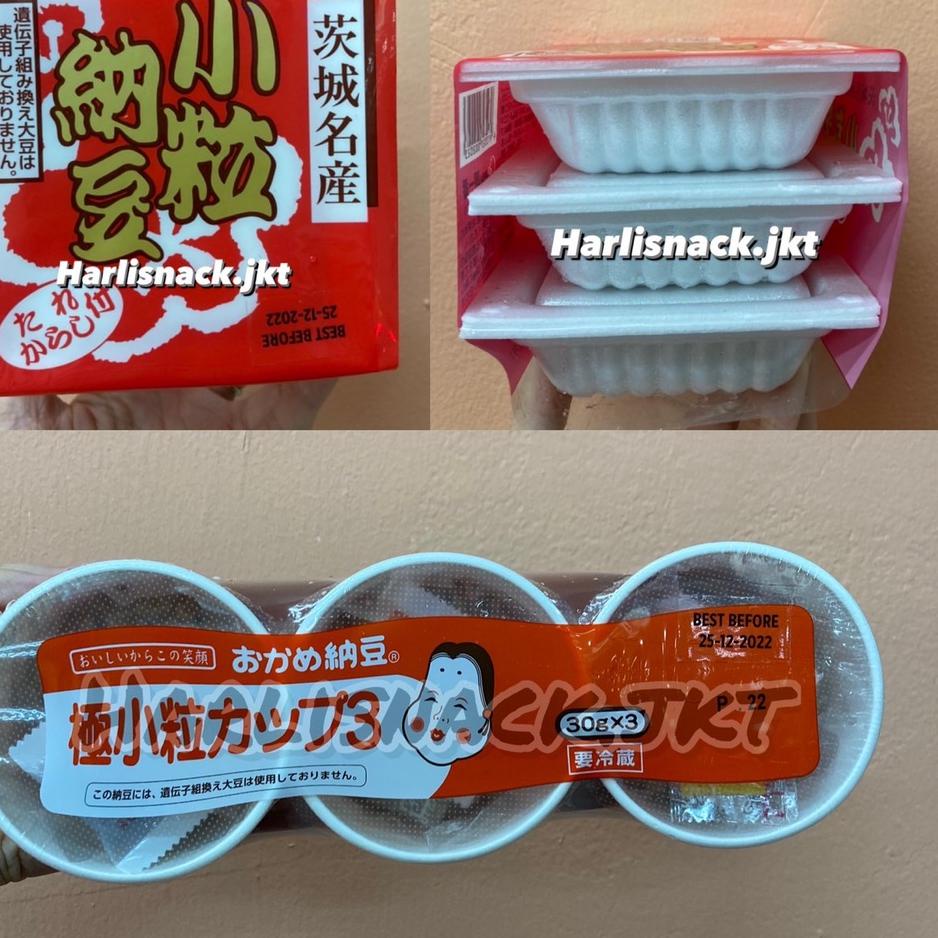 茨城名産
小粒
納豆
遺伝子組み換え大豆は
使用しておりません。
たれ
からし付
Harlisnack.jkt
BEST BEFORE
25-12-2022
Harlisnack.jkt
おいしいからこの笑顔
おかめ納豆®
極小粒カップ3
この納豆には、遺伝子組換え大豆は使用しておりません。
30g×3
要冷蔵
BEST BEFORE
25-12-2022
HARLISNACK.JKT